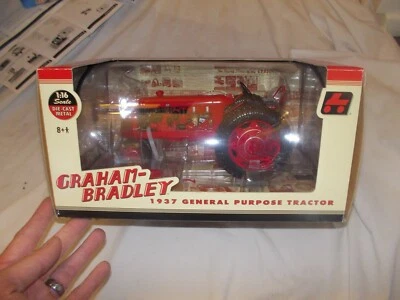 1:16
Scale
DIE-CAST
METAL
8+
GRAHAM-
BRADLEY
1937 GENERAL PURPOSE TRACTOR